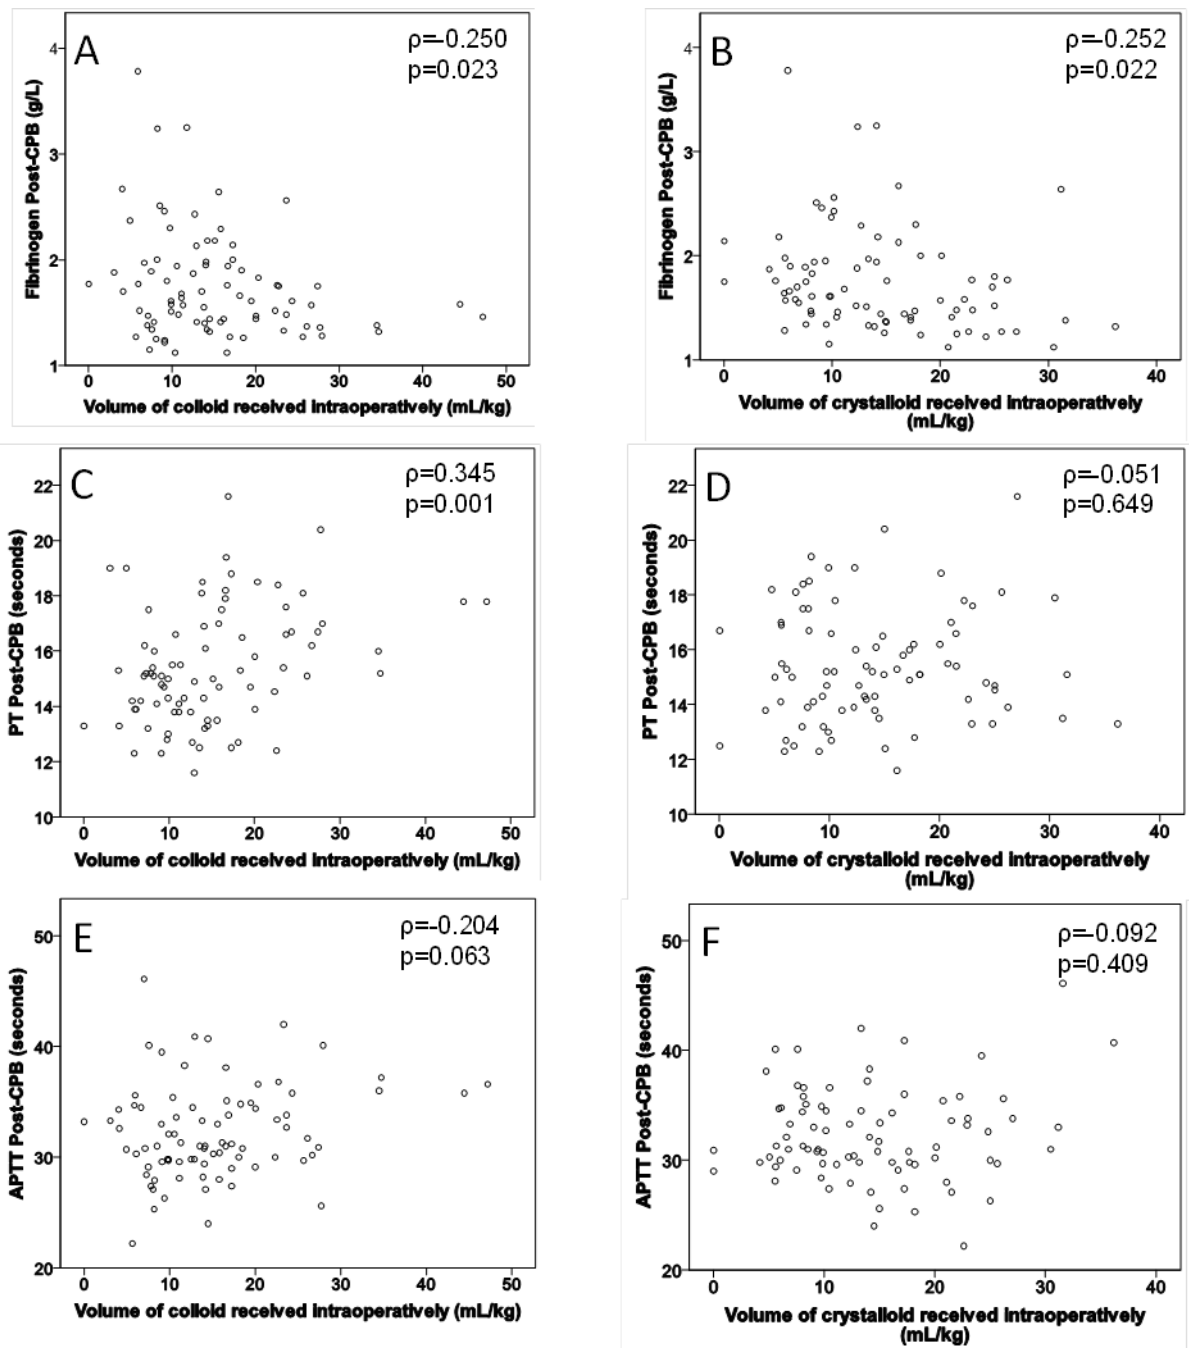 A
ρ=-0.250
p=0.023
Fibrinogen Post-CPB (g/L)
4
3
2
1
0 10 20 30 40 50
Volume of colloid received intraoperatively (mL/kg)
B
ρ=-0.252
p=0.022
Fibrinogen Post-CPB (g/L)
4
3
2
1
0 10 20 30 40
Volume of crystalloid received intraoperatively
(mL/kg)
C
ρ=0.345
p=0.001
PT Post-CPB (seconds)
22
20
18
16
14
12
10
0 10 20 30 40 50
Volume of colloid received intraoperatively (mL/kg)
D
ρ=-0.051
p=0.649
PT Post-CPB (seconds)
22
20
18
16
14
12
10
0 10 20 30 40
Volume of crystalloid received intraoperatively
(mL/kg)
E
ρ=-0.204
p=0.063
APTT Post-CPB (seconds)
50
40
30
20
0 10 20 30 40 50
Volume of colloid received intraoperatively (mL/kg)
F
ρ=-0.092
p=0.409
APTT Post-CPB (seconds)
50
40
30
20
0 10 20 30 40
Volume of crystalloid received intraoperatively
(mL/kg)